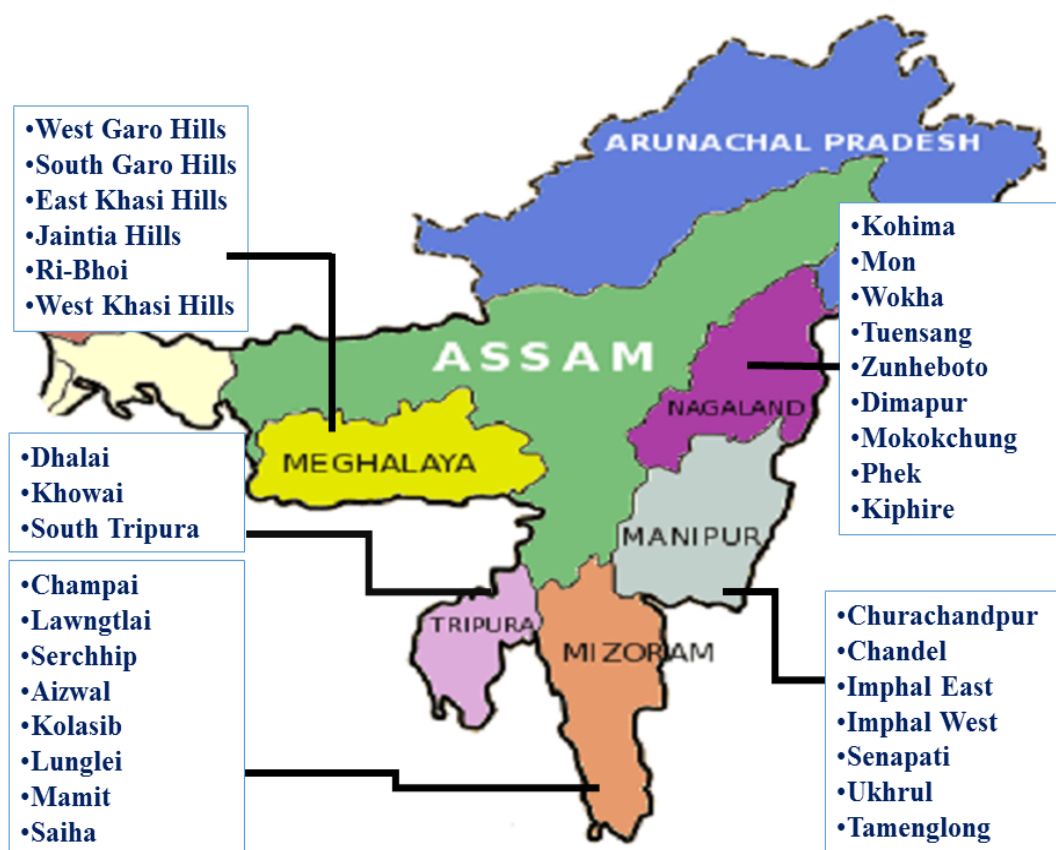 ARUNACHAL PRADESH
•West Garo Hills
•South Garo Hills
•East Khasi Hills
•Jaintia Hills
•Ri-Bhoi
•West Khasi Hills
•Kohima
•Mon
•Wokha
•Tuensang
•Zunheboto
•Dimapur
•Mokokchung
•Phek
•Kiphire
ASSAM
NAGALAND
MEGHALAYA
•Dhalai
•Khowai
•South Tripura
MANIPUR
TRIPURA
MIZORAM
•Champai
•Lawngtlai
•Serchhip
•Aizwal
•Kolasib
•Lunglei
•Mamit
•Saiha
•Churachandpur
•Chandel
•Imphal East
•Imphal West
•Senapati
•Ukhrul
•Tamenglong